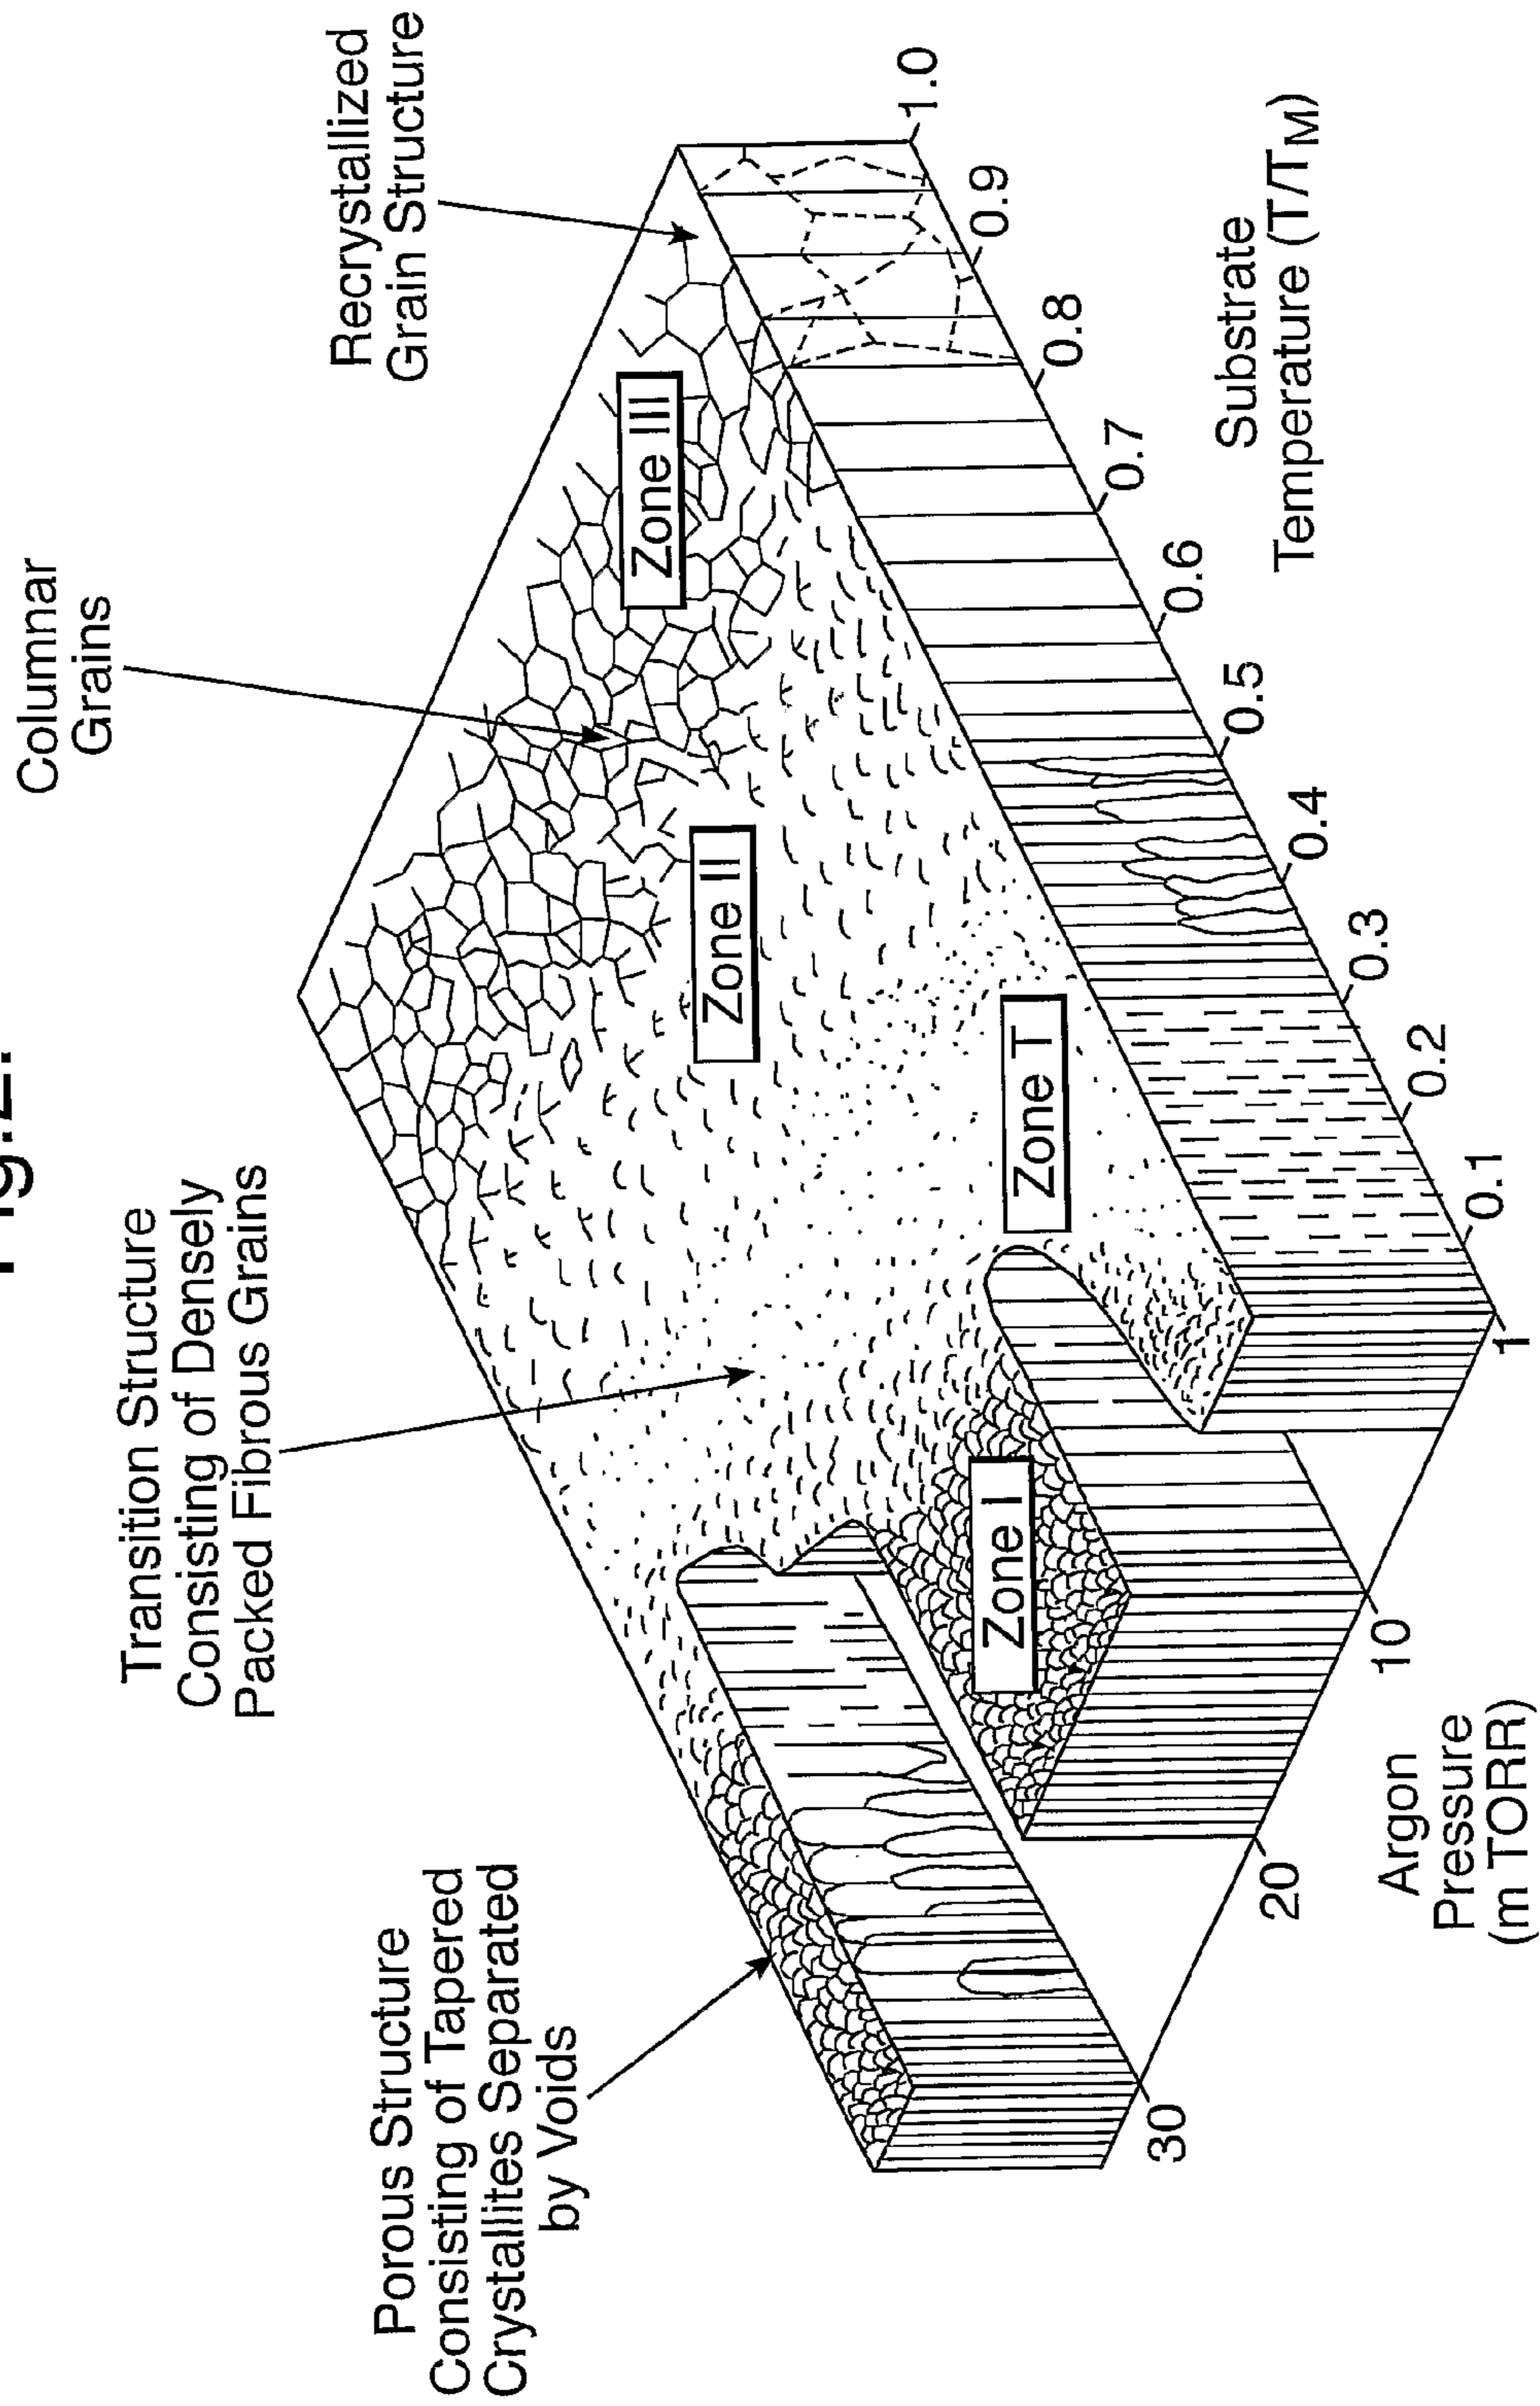 Fig.2.
Columnar
Grains
Transition Structure
Consisting of Densely
Packed Fibrous Grains
Recrystallized
Grain Structure
Porous Structure
Consisting of Tapered
Crystallites Separated
by Voids
Zone III
Zone II
Zone T
Zone I
1.0
0.9
0.8
0.7
0.6
0.5
0.4
0.3
0.2
0.1
1
10
20
30
Substrate
Temperature (T/TM)
Argon
Pressure
(m TORR)